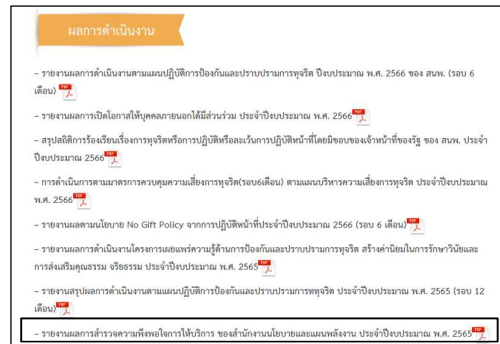 ผลการดำเนินงาน
– รายงานผลการดำเนินงานตามแผนปฏิบัติการป้องกันและปราบปรามการทุจริต ปีงบประมาณ พ.ศ. 2566 ของ สนพ. (รอบ 6
เดือน) PDF
– รายงานผลการเปิดโอกาสให้บุคคลภายนอกได้มีส่วนร่วม ประจำปีงบประมาณ พ.ศ. 2566 PDF
– สรุปสถิติการร้องเรียนเรื่องการทุจริตหรือการปฏิบัติหรือละเว้นการปฏิบัติหน้าที่โดยมิชอบของเจ้าหน้าที่ของรัฐ ของ สนพ. ประจำ
ปีงบประมาณ 2566 PDF
– การดำเนินการตามมาตรการควบคุมความเสี่ยงการทุจริต(รอบ6เดือน) ตามแผนบริหารความเสี่ยงการทุจริต ประจำปีงบประมาณ
พ.ศ. 2566 PDF
– รายงานผลตามนโยบาย No Gift Policy จากการปฏิบัติหน้าที่ประจำปีงบประมาณ 2566 (รอบ 6 เดือน) PDF
– รายงานผลการดำเนินงานโครงการเผยแพร่ความรู้ด้านการป้องกันและปราบปรามการทุจริต สร้างค่านิยมในการรักษาวินัยและ
การส่งเสริมคุณธรรม จริยธรรม ประจำปีงบประมาณ พ.ศ. 2565 PDF
– รายงานสรุปผลการดำเนินงานตามแผนปฏิบัติการป้องกันและปราบปรามการททุจริต ประจำปีงบประมาณ พ.ศ. 2565 (รอบ 12
เดือน) PDF
– รายงานผลการสำรวจความพึงพอใจการให้บริการ ของสำนักงานนโยบายและแผนพลังงาน ประจำปีงบประมาณ พ.ศ. 2565 PDF